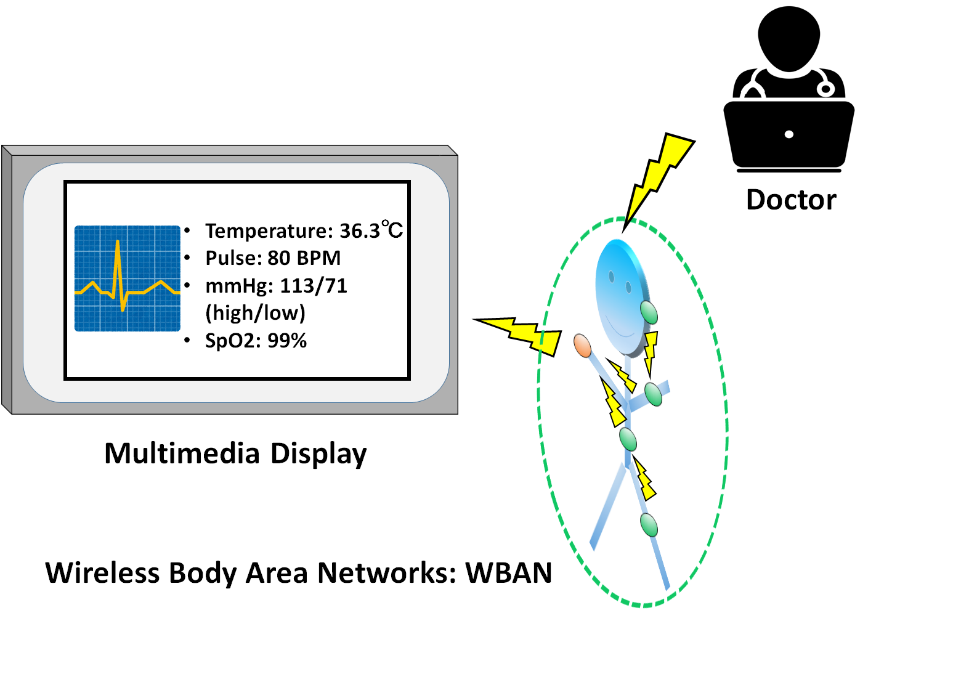 Doctor
• Temperature: 36.3℃
• Pulse: 80 BPM
• mmHg: 113/71
(high/low)
• SpO2: 99%
Multimedia Display
Wireless Body Area Networks: WBAN